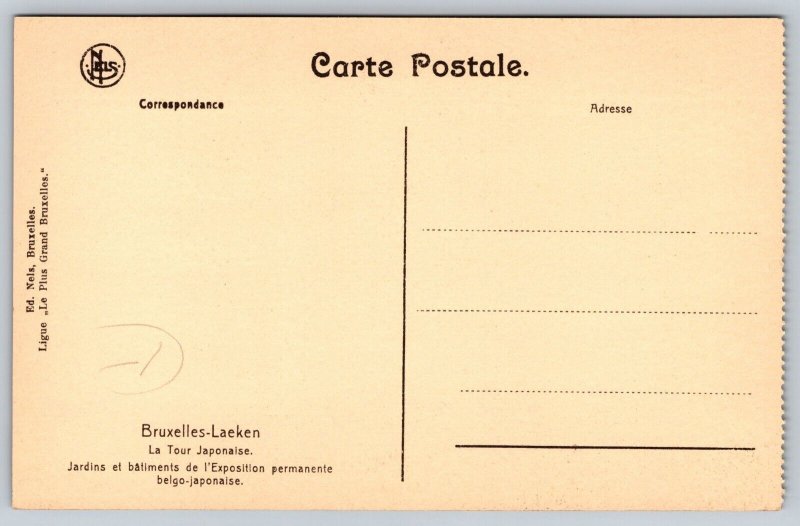 Nels
Carte Postale.
Correspondance
Adresse
Ed. Nels, Bruxelles.
Ligue „Le Plus Grand Bruxelles.“
Bruxelles-Laeken
La Tour Japonaise.
Jardins et bâtiments de l'Exposition permanente
belgo-japonaise.